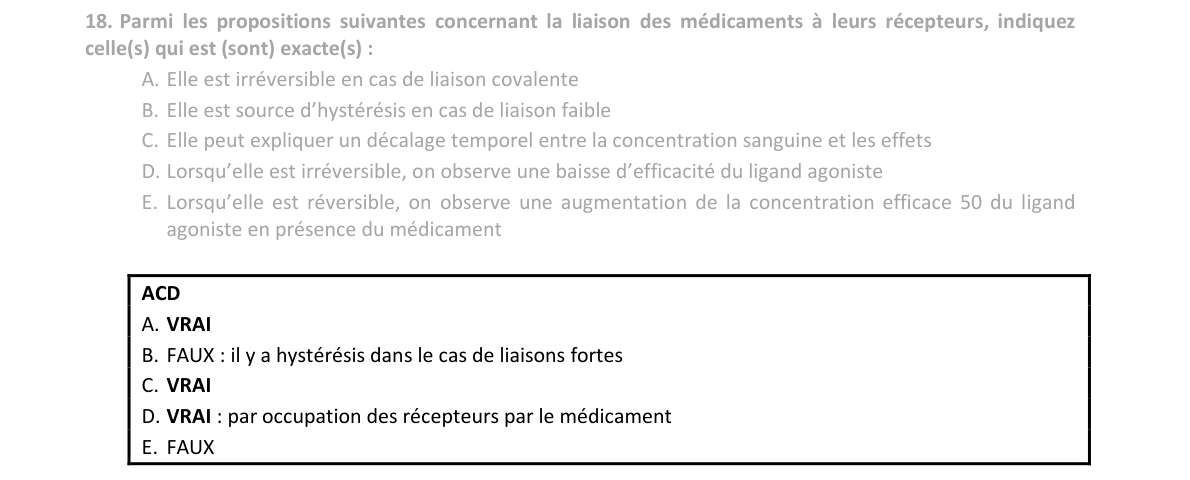 18. Parmi les propositions suivantes concernant la liaison des médicaments à leurs récepteurs, indiquez
celle(s) qui est (sont) exacte(s) :
A. Elle est irréversible en cas de liaison covalente
B. Elle est source d’hystérésis en cas de liaison faible
C. Elle peut expliquer un décalage temporel entre la concentration sanguine et les effets
D. Lorsqu’elle est irréversible, on observe une baisse d’efficacité du ligand agoniste
E. Lorsqu’elle est réversible, on observe une augmentation de la concentration efficace 50 du ligand
agoniste en présence du médicament
ACD
A. VRAI
B. FAUX : il y a hystérésis dans le cas de liaisons fortes
C. VRAI
D. VRAI : par occupation des récepteurs par le médicament
E. FAUX